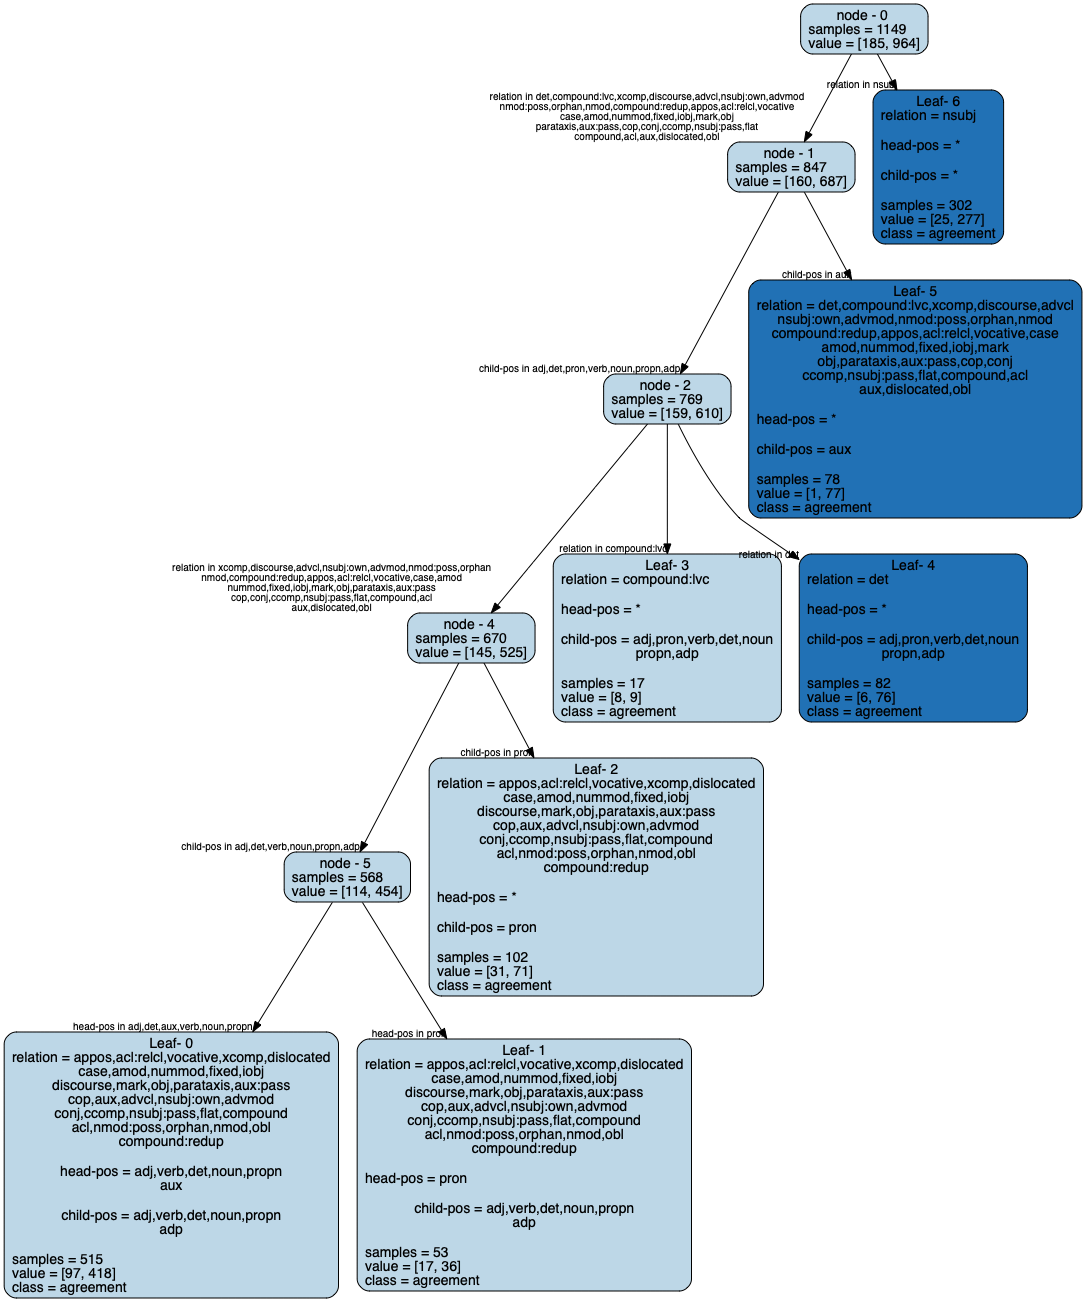 node - 0
samples = 1149
value = [185, 964]
relation in nsubj
relation in det,compound:lvc,xcomp,discourse,advcl,nsubj:own,advmod
nmod:poss,orphan,nmod,compound:redup,appos,acl:relcl,vocative
case,amod,nummod,fixed,iobj,mark,obj
parataxis,aux:pass,cop,conj,ccomp,nsubj:pass,flat
compound,acl,aux,dislocated,obl
Leaf- 6
relation = nsubj
head-pos = *
child-pos = *
samples = 302
value = [25, 277]
class = agreement
node - 1
samples = 847
value = [160, 687]
child-pos in aux
Leaf- 5
relation = det,compound:lvc,xcomp,discourse,advcl
nsubj:own,advmod,nmod:poss,orphan,nmod
compound:redup,appos,acl:relcl,vocative,case
amod,nummod,fixed,iobj,mark
obj,parataxis,aux:pass,cop,conj
ccomp,nsubj:pass,flat,compound,acl
aux,dislocated,obl
head-pos = *
child-pos = aux
samples = 78
value = [1, 77]
class = agreement
child-pos in adj,det,pron,verb,noun,propn,adp
node - 2
samples = 769
value = [159, 610]
relation in compound:lvc
relation in det
relation in xcomp,discourse,advcl,nsubj:own,advmod,nmod:poss,orphan
nmod,compound:redup,appos,acl:relcl,vocative,case,amod
nummod,fixed,iobj,mark,obj,parataxis,aux:pass
cop,conj,ccomp,nsubj:pass,flat,compound,acl
aux,dislocated,obl
Leaf- 3
relation = compound:lvc
head-pos = *
child-pos = adj,pron,verb,det,noun
propn,adp
samples = 17
value = [8, 9]
class = agreement
Leaf- 4
relation = det
head-pos = *
child-pos = adj,pron,verb,det,noun
propn,adp
samples = 82
value = [6, 76]
class = agreement
node - 4
samples = 670
value = [145, 525]
child-pos in pron
Leaf- 2
relation = appos,acl:relcl,vocative,xcomp,dislocated
case,amod,nummod,fixed,iobj
discourse,mark,obj,parataxis,aux:pass
cop,aux,advcl,nsubj:own,advmod
conj,ccomp,nsubj:pass,flat,compound
acl,nmod:poss,orphan,nmod,obl
compound:redup
head-pos = *
child-pos = pron
samples = 102
value = [31, 71]
class = agreement
child-pos in adj,det,verb,noun,propn,adp
node - 5
samples = 568
value = [114, 454]
head-pos in adj,det,aux,verb,noun,propn
head-pos in pron
Leaf- 0
relation = appos,acl:relcl,vocative,xcomp,dislocated
case,amod,nummod,fixed,iobj
discourse,mark,obj,parataxis,aux:pass
cop,aux,advcl,nsubj:own,advmod
conj,ccomp,nsubj:pass,flat,compound
acl,nmod:poss,orphan,nmod,obl
compound:redup
head-pos = adj,verb,det,noun,propn
aux
child-pos = adj,verb,det,noun,propn
adp
samples = 515
value = [97, 418]
class = agreement
Leaf- 1
relation = appos,acl:relcl,vocative,xcomp,dislocated
case,amod,nummod,fixed,iobj
discourse,mark,obj,parataxis,aux:pass
cop,aux,advcl,nsubj:own,advmod
conj,ccomp,nsubj:pass,flat,compound
acl,nmod:poss,orphan,nmod,obl
compound:redup
head-pos = pron
child-pos = adj,verb,det,noun,propn
adp
samples = 53
value = [17, 36]
class = agreement